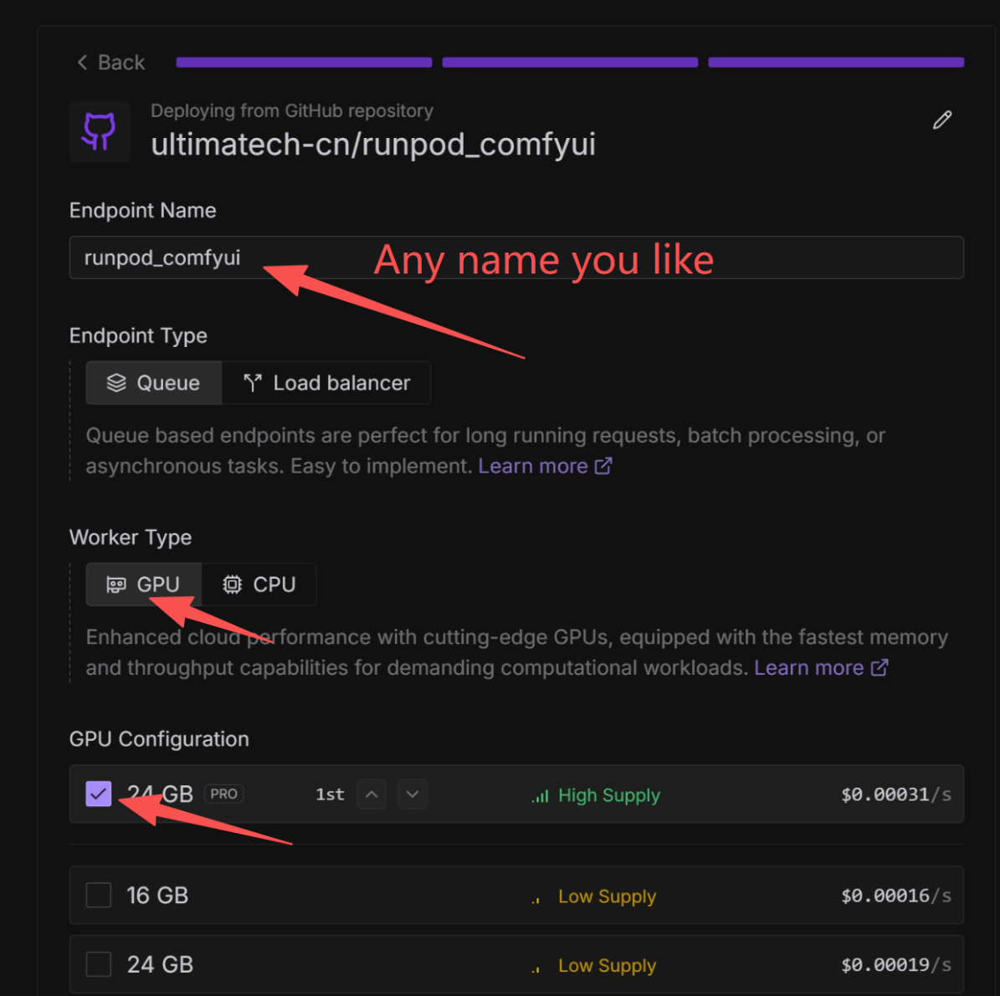 Back
Deploying from GitHub repository
ultimatech-cn/runpod_comfyui
Endpoint Name
runpod_comfyui
Any name you like
Endpoint Type
Queue Load balancer
Queue based endpoints are perfect for long running requests, batch processing, or
asynchronous tasks. Easy to implement. Learn more
Worker Type
GPU CPU
Enhanced cloud performance with cutting-edge GPUs, equipped with the fastest memory
and throughput capabilities for demanding computational workloads. Learn more
GPU Configuration
24 GB PRO 1st High Supply $0.00031/s
16 GB Low Supply $0.00016/s
24 GB Low Supply $0.00019/s